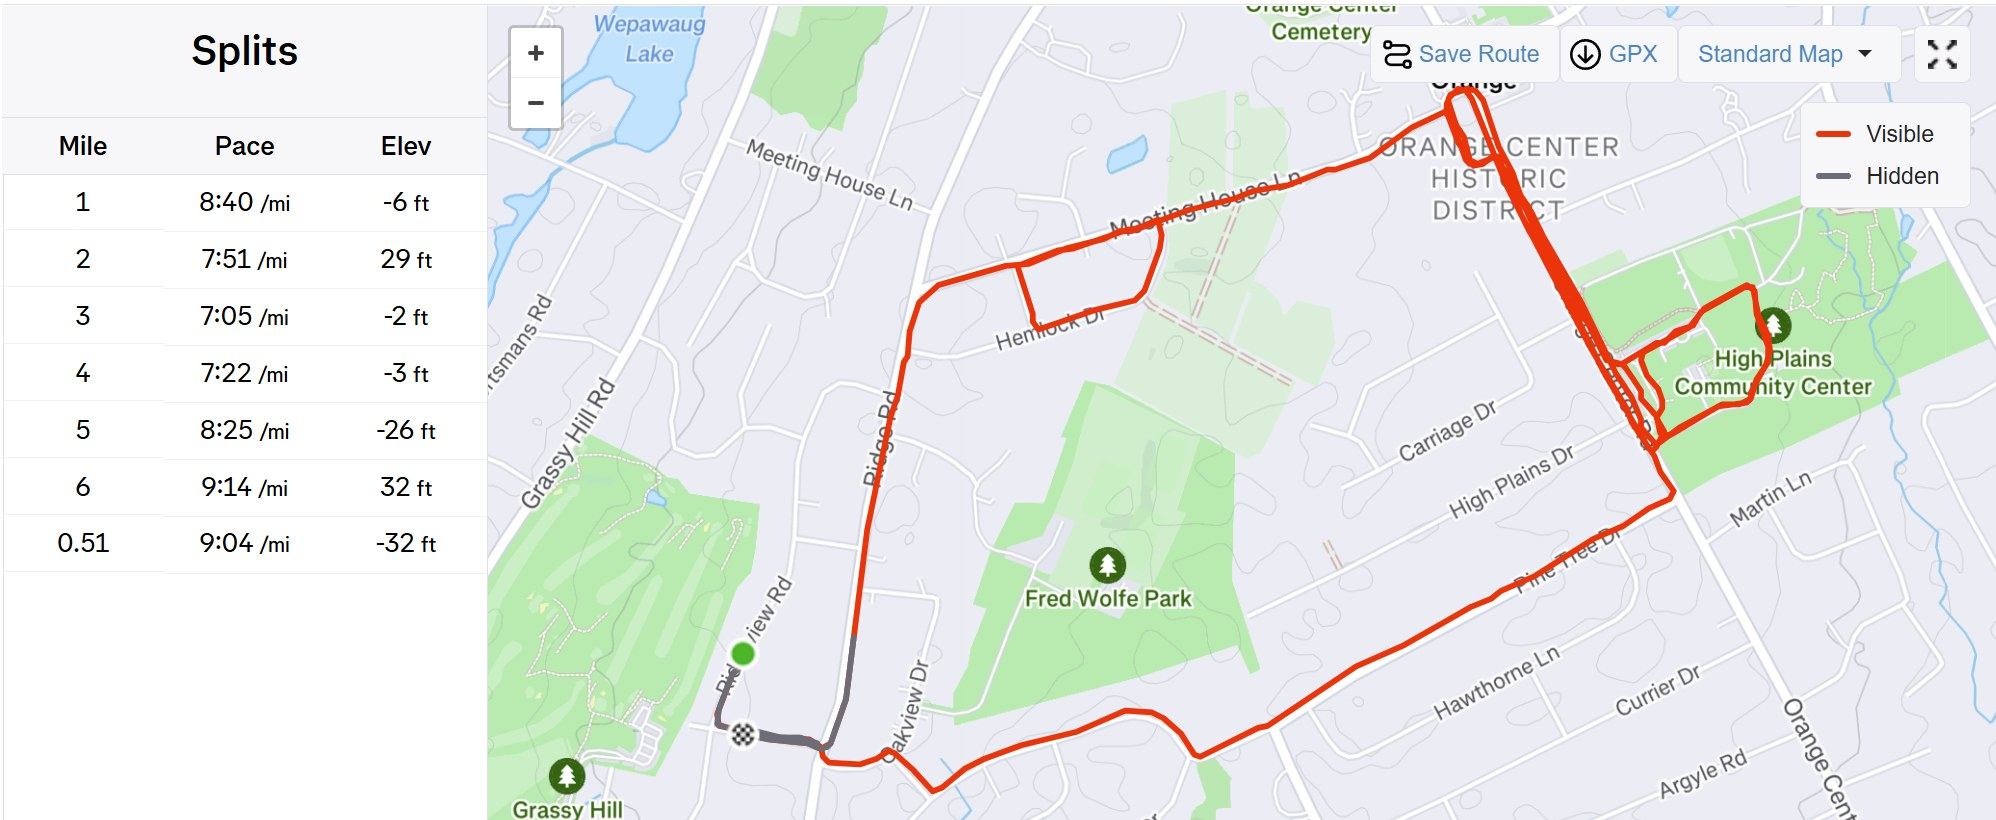 Splits
Mile Pace Elev
1 8:40 /mi -6 ft
2 7:51 /mi 29 ft
3 7:05 /mi -2 ft
4 7:22 /mi -3 ft
5 8:25 /mi -26 ft
6 9:14 /mi 32 ft
0.51 9:04 /mi -32 ft
+
−
Wepawaug
Lake
Orange Center
Cemetery
Save Route
GPX
Standard Map
Visible
Hidden
Orange
ORANGE CENTER
HISTORIC
DISTRICT
Meeting House Ln
Meeting House Ln
Hemlock Dr
Ridge Rd
Grassy Hill Rd
rtsmans Rd
High Plains
Community Center
Carriage Dr
High Plains Dr
Martin Ln
Pine Tree Dr
Fred Wolfe Park
Rid
view Rd
Oakview Dr
Hawthorne Ln
Currier Dr
Argyle Rd
Orange Cent
Grassy Hill